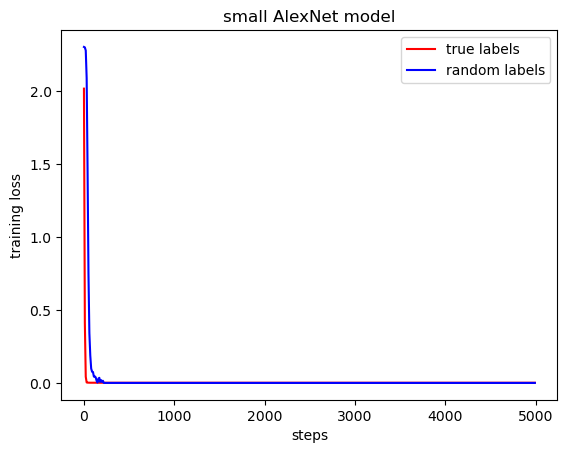 small AlexNet model
true labels
random labels
training loss
2.0
1.5
1.0
0.5
0.0
0
1000
2000
3000
4000
5000
steps